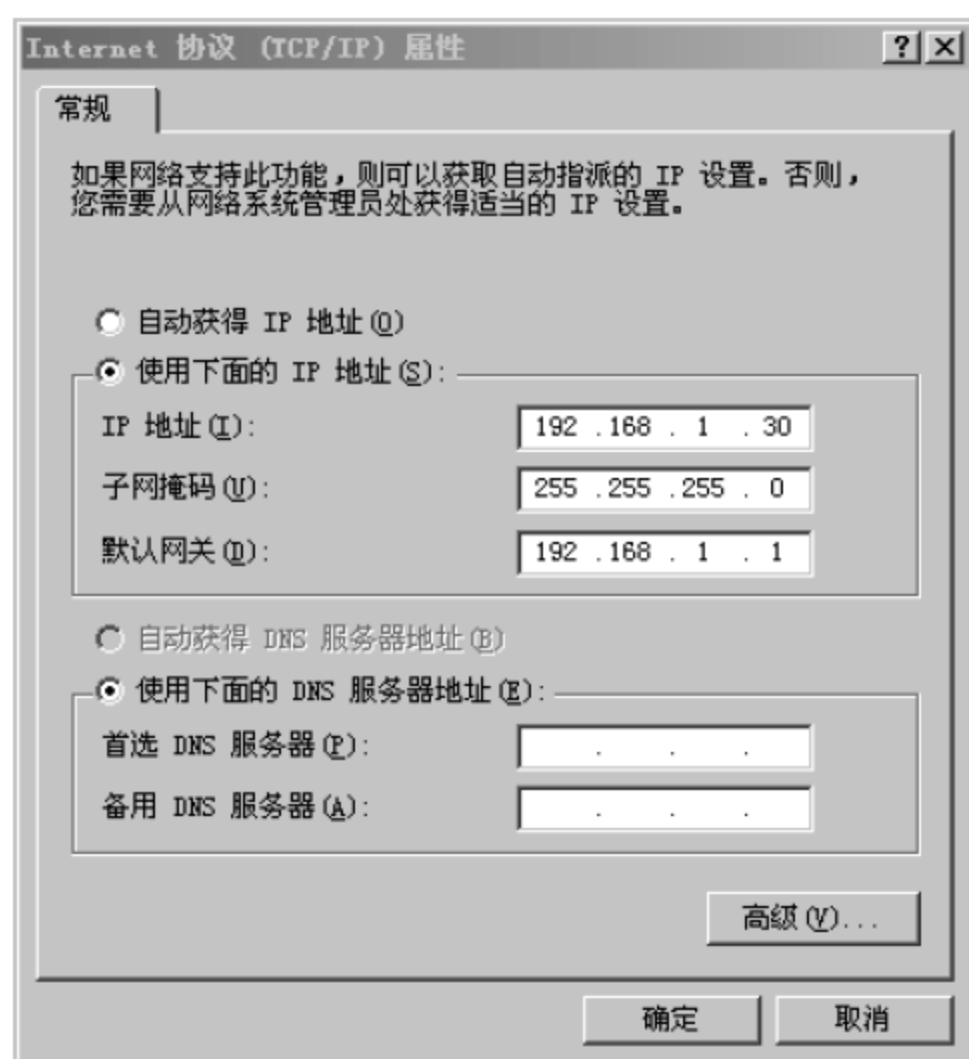 Internet 协议 (TCP/IP) 属性
常规
如果网络支持此功能，则可以获取自动指派的 IP 设置。否则，
您需要从网络系统管理员处获得适当的 IP 设置。
自动获得 IP 地址(O)
使用下面的 IP 地址(S):
IP 地址(I): 192 .168 . 1 . 30
子网掩码(U): 255 .255 .255 . 0
默认网关(D): 192 .168 . 1 . 1
自动获得 DNS 服务器地址(B)
使用下面的 DNS 服务器地址(E):
首选 DNS 服务器(P): . . .
备用 DNS 服务器(A): . . .
高级(V)...
确定 取消